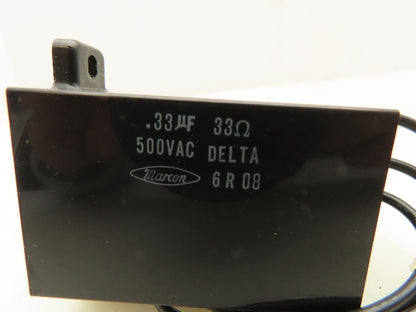 .33µF 33Ω
500VAC DELTA
marcon 6R08